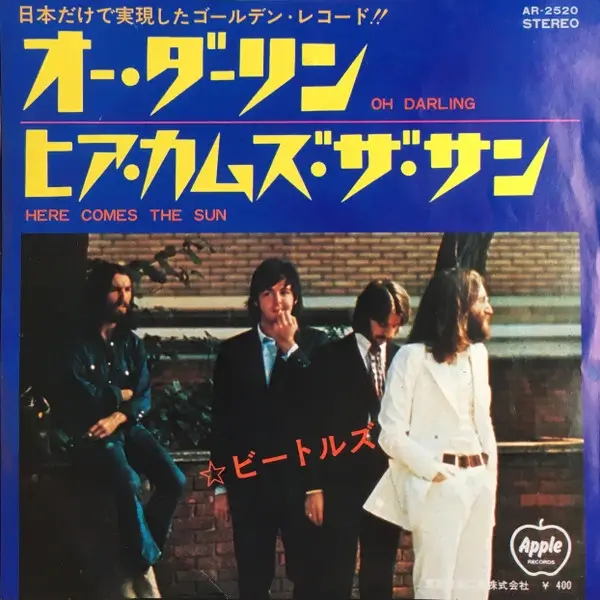 日本だけで実現したゴールデン・レコード!!
AR-2520
STEREO
オー・ダーリン
OH DARLING
ヒア・カムズ・ザ・サン
HERE COMES THE SUN
☆ビートルズ
Apple
RECORDS
株式会社 ¥400